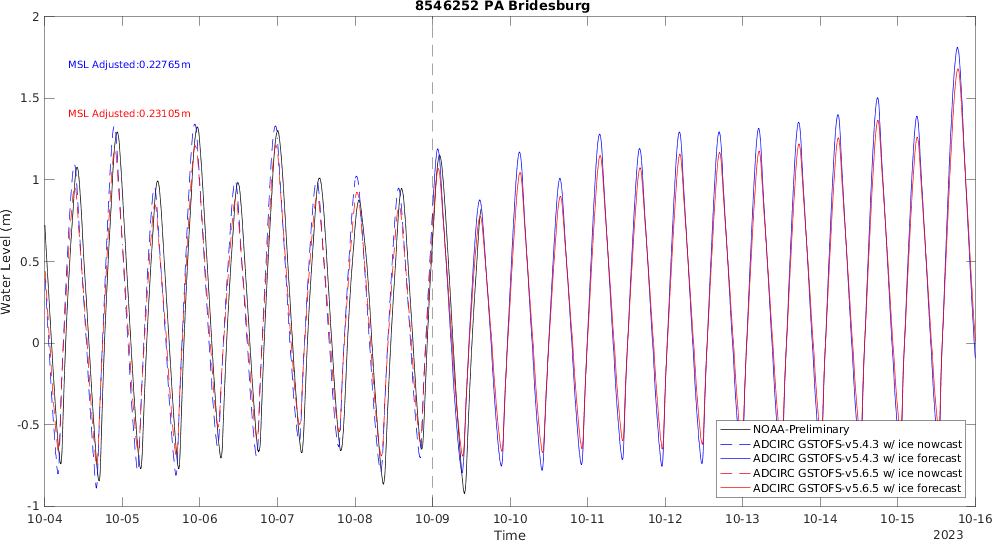 8546252 PA Bridesburg
2
MSL Adjusted:0.22765m
1.5
MSL Adjusted:0.23105m
1
0.5
Water Level (m)
0
-0.5
-1
NOAA-Preliminary
ADCIRC GSTOFS-v5.4.3 w/ ice nowcast
ADCIRC GSTOFS-v5.4.3 w/ ice forecast
ADCIRC GSTOFS-v5.6.5 w/ ice nowcast
ADCIRC GSTOFS-v5.6.5 w/ ice forecast
10-04 10-05 10-06 10-07 10-08 10-09 10-10 10-11 10-12 10-13 10-14 10-15 10-16
Time
2023